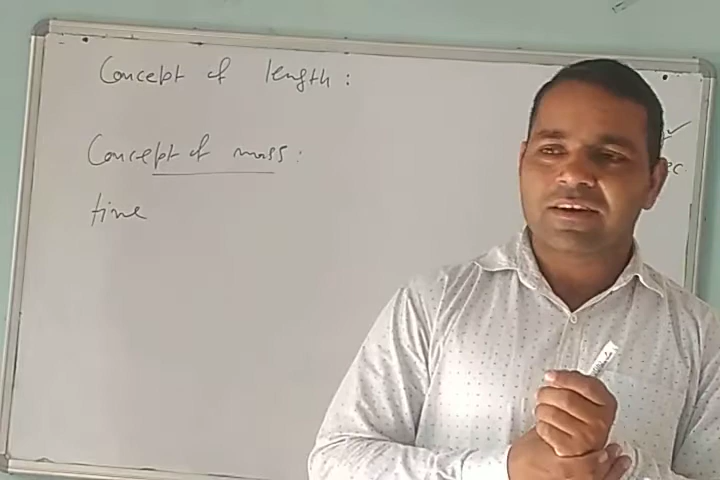 Concept of length :
Concept of mass :
time